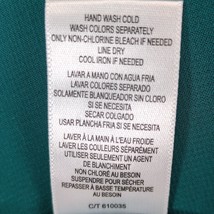 HAND WASH COLD
WASH COLORS SEPARATELY
ONLY NON-CHLORINE BLEACH IF NEEDED
LINE DRY
COOL IRON IF NEEDED
LAVAR A MANO CON AGUA FRIA
LAVAR COLORES SEPARADO
SOLAMENTE BLANQUEADOR SIN CLORO
SI SE NECESITA
SECAR COLGADO
USAR PLANCHA FRIA SI SE NECESITA
LAVER À LA MAIN À L'EAU FROIDE
LAVER LES COULEURS SÉPARÉMENT
UTILISER SEULEMENT UN AGENT
DE BLANCHIMENT
NON CHLORÉ AU BESOIN
SUSPENDRE POUR SÉCHER
REPASSER À BASSE TEMPÉRATURE
AU BESOIN
C/T 610035